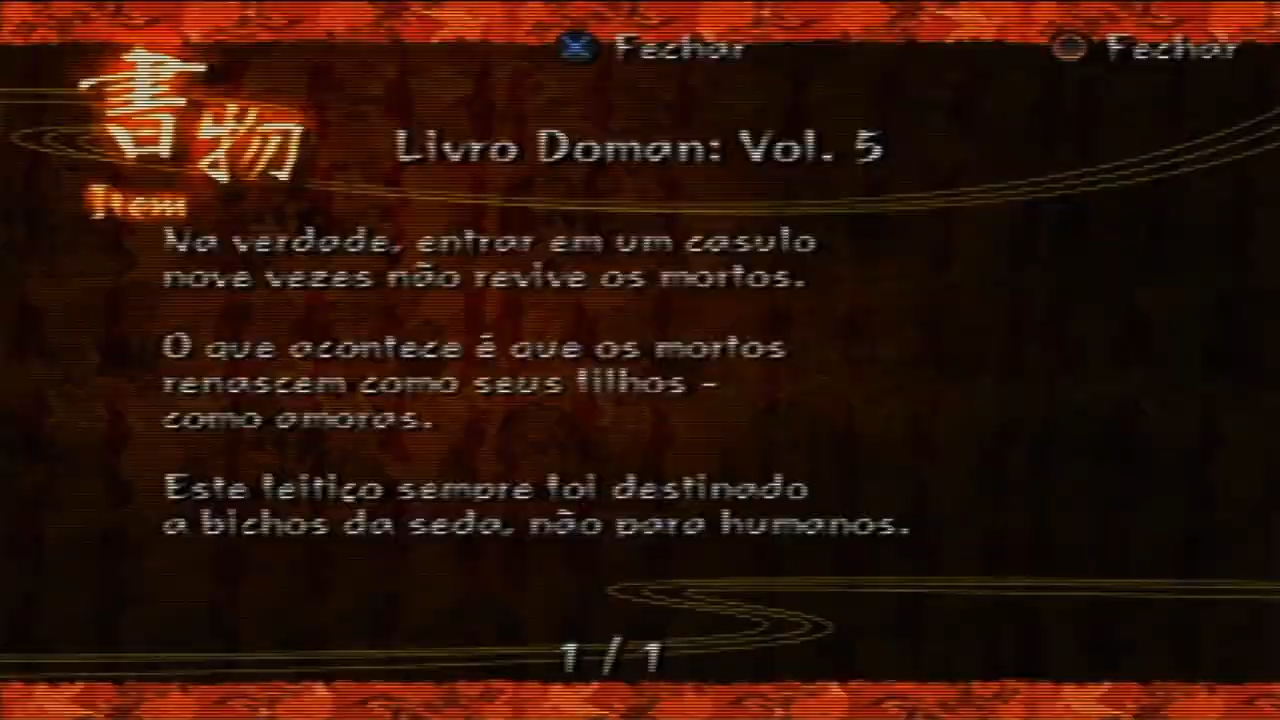 Fechar
Fechar
書物
Item
Livro Doman: Vol. 5
Na verdade, entrar em um casulo
nove vezes não revive os mortos.
O que acontece é que os mortos
renascem como seus filhos -
como amoras.
Este feitiço sempre foi destinado
a bichos da seda, não para humanos.
1 / 1